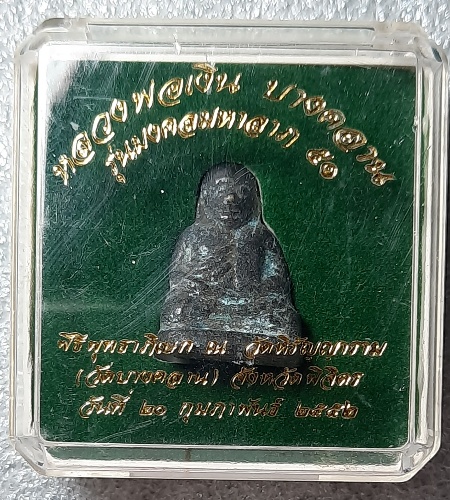 หลวงพ่อเงิน บางคลาน
รุ่นมงคลมหาลาภ ๕๑
พิธีพุทธาภิเษก ณ วัดหิรัญญาราม
(วัดบางคลาน) จังหวัดพิจิตร
วันที่ ๒๐ กุมภาพันธ์ ๒๕๕๒